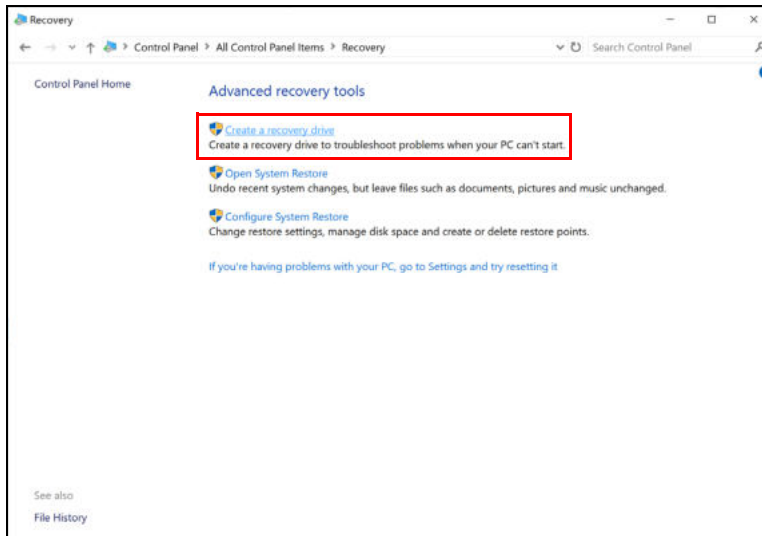 Recovery
Control Panel > All Control Panel Items > Recovery
Search Control Panel
Control Panel Home
Advanced recovery tools
Create a recovery drive
Create a recovery drive to troubleshoot problems when your PC can't start.
Open System Restore
Undo recent system changes, but leave files such as documents, pictures and music unchanged.
Configure System Restore
Change restore settings, manage disk space and create or delete restore points.
If you're having problems with your PC, go to Settings and try resetting it
See also
File History